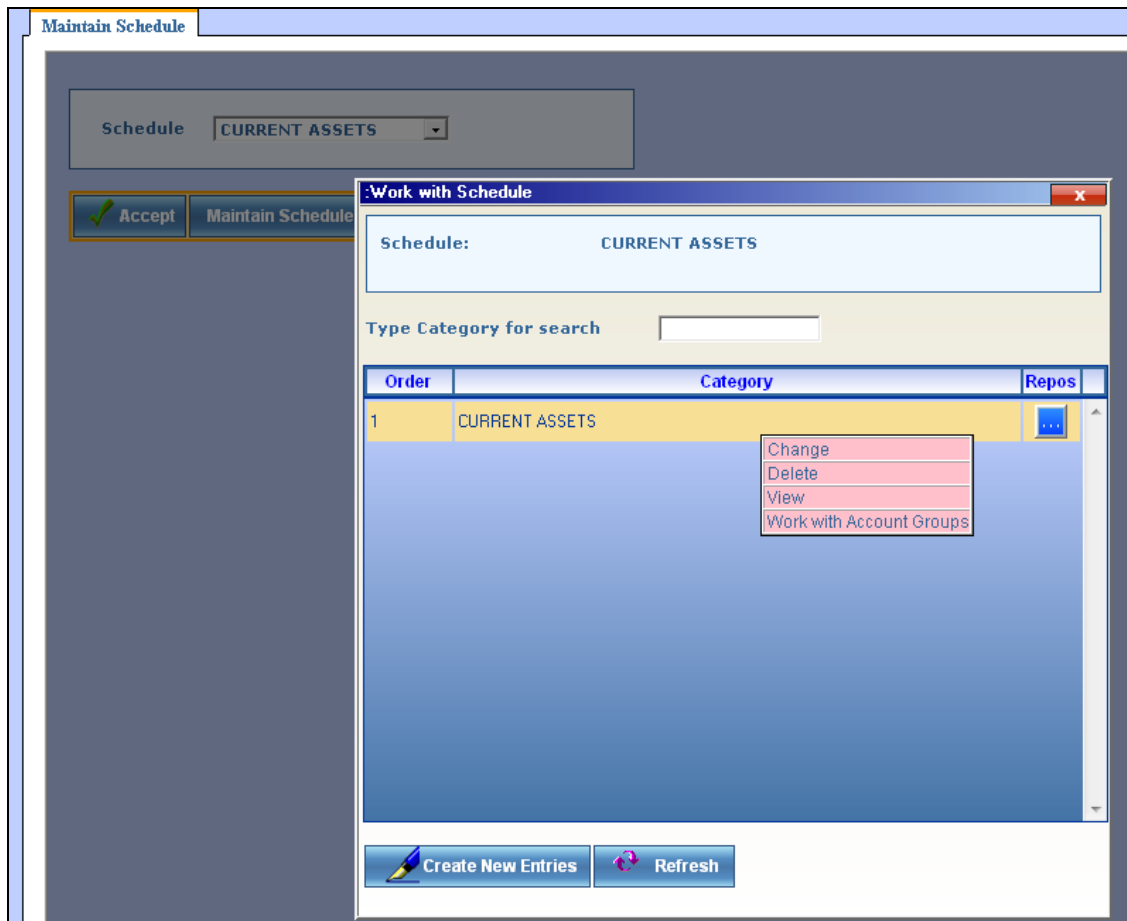 Maintain Schedule
Schedule CURRENT ASSETS
Accept Maintain Schedule
:Work with Schedule x
Schedule: CURRENT ASSETS
Type Category for search
Order Category Repos
1 CURRENT ASSETS ...
Change
Delete
View
Work with Account Groups
Create New Entries Refresh